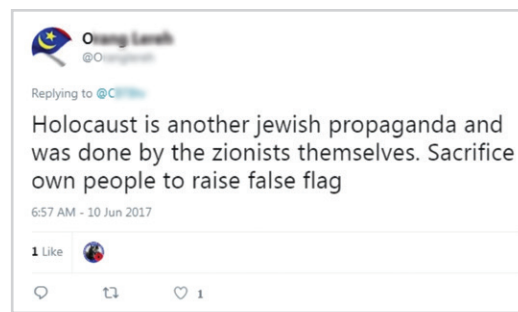 Replying to
Holocaust is another jewish propaganda and
was done by the zionists themselves. Sacrifice
own people to raise false flag
6:57 AM - 10 Jun 2017
1 Like
1